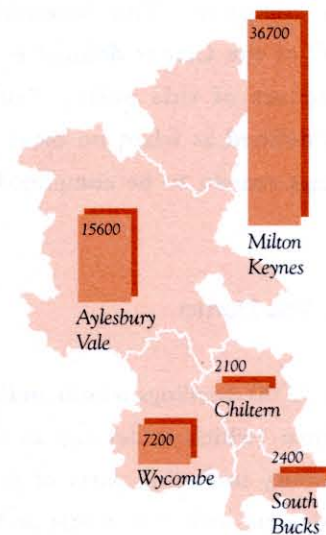 36700
Milton
Keynes
15600
Aylesbury
Vale
2100
Chiltern
7200
Wycombe
2400
South
Bucks